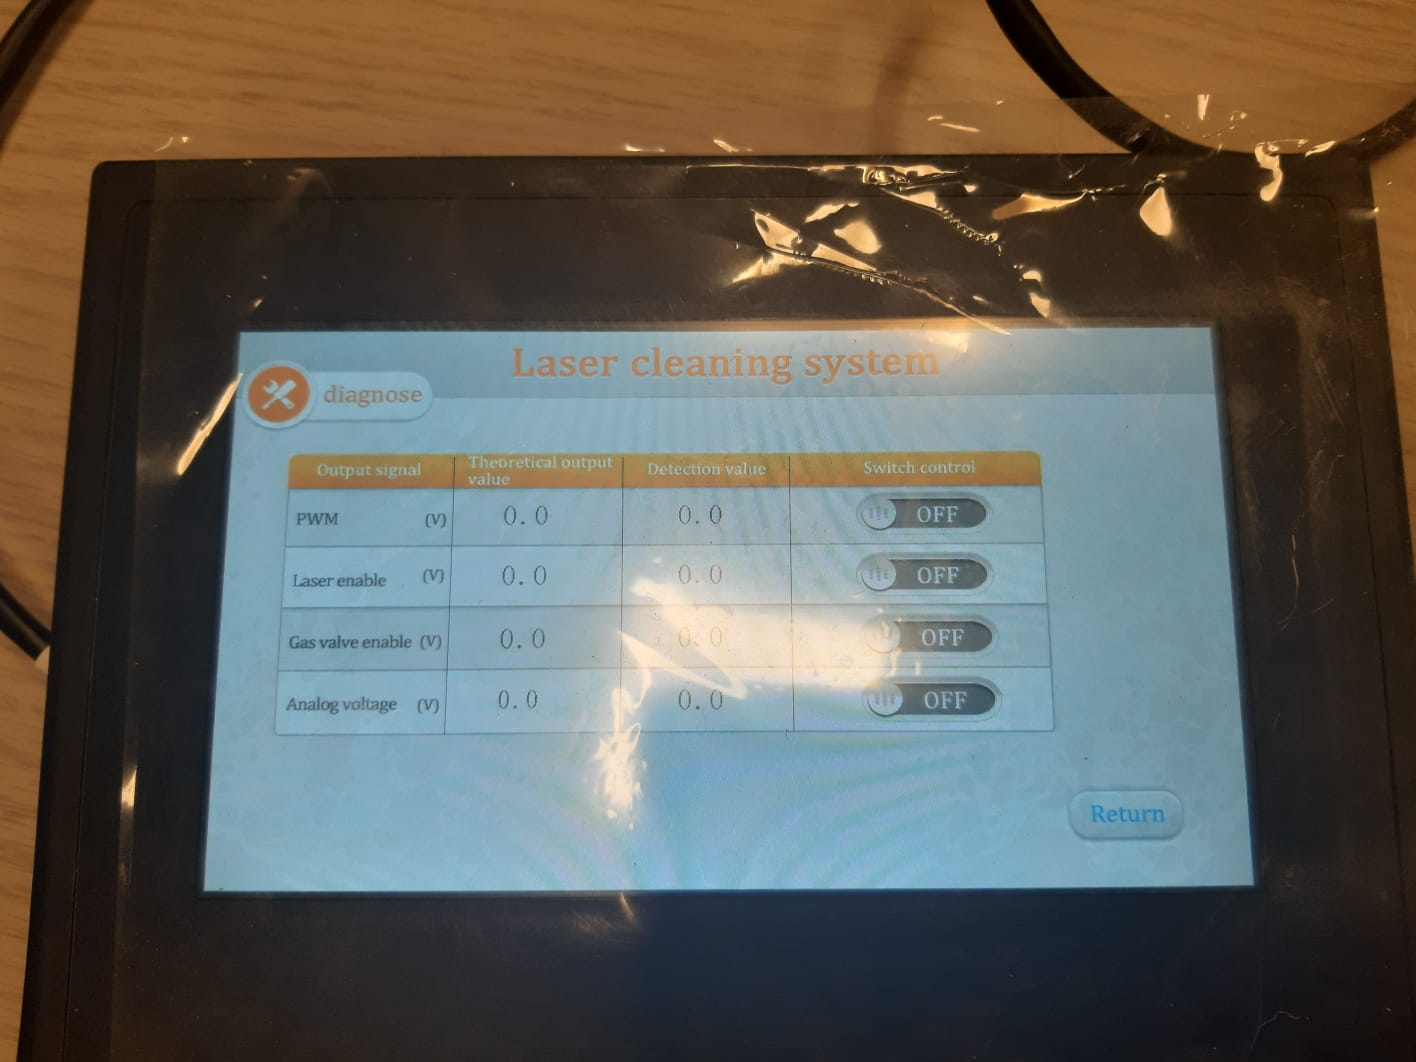 Laser cleaning system
diagnose
Output signal Theoretical output value Detection value Switch control
PWM (V) 0.0 0.0 OFF
Laser enable (V) 0.0 0.0 OFF
Gas valve enable (V) 0.0 0.0 OFF
Analog voltage (V) 0.0 0.0 OFF
Return